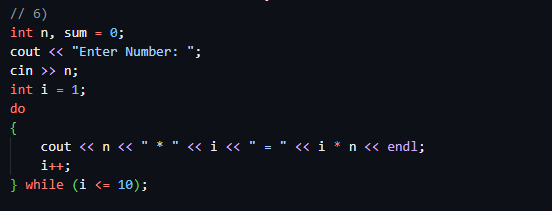 // 6)
int n, sum = 0;
cout << "Enter Number: ";
cin >> n;
int i = 1;
do
{
    cout << n << " * " << i << " = " << i * n << endl;
    i++;
} while (i <= 10);